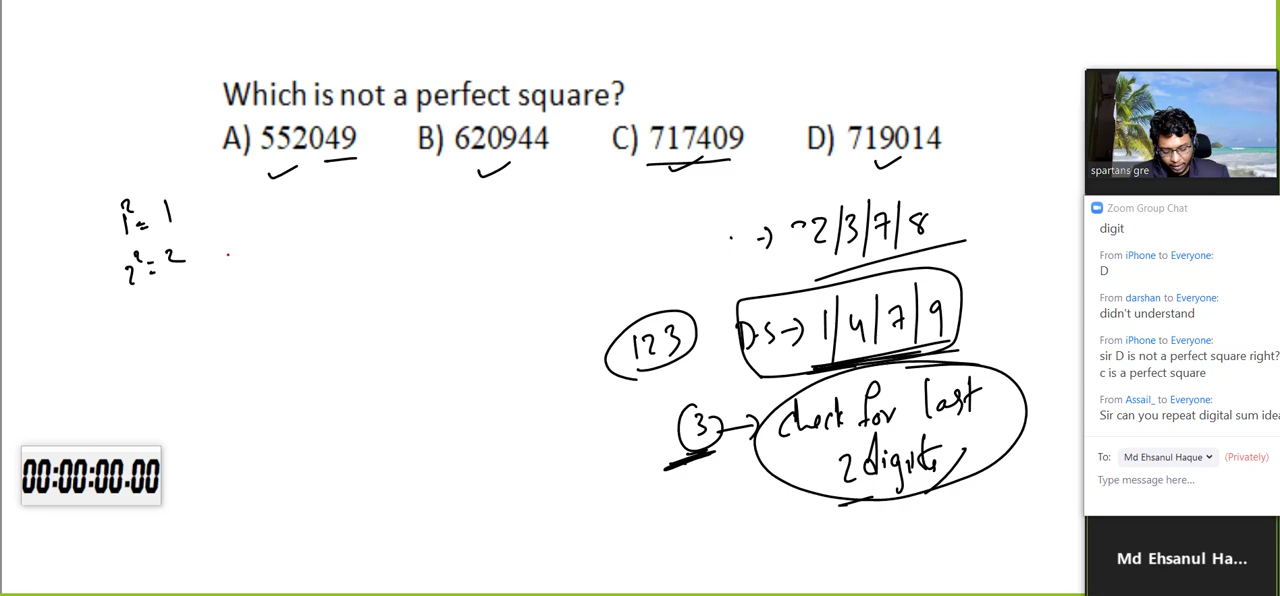 Which is not a perfect square?
A) 552049 B) 620944 C) 717409 D) 719014
1² = 1
2² = 2
→ 2/3/7/8
123
D.S → 1/4/7/9
3 → check for last
2 digits
00:00:00.00
spartans gre
Zoom Group Chat
digit
From iPhone to Everyone:
D
From darshan to Everyone:
didn't understand
From iPhone to Everyone:
sir D is not a perfect square right?
c is a perfect square
From Assail_ to Everyone:
Sir can you repeat digital sum idea
To: Md Ehsanul Haque (Privately)
Type message here...
Md Ehsanul Ha...